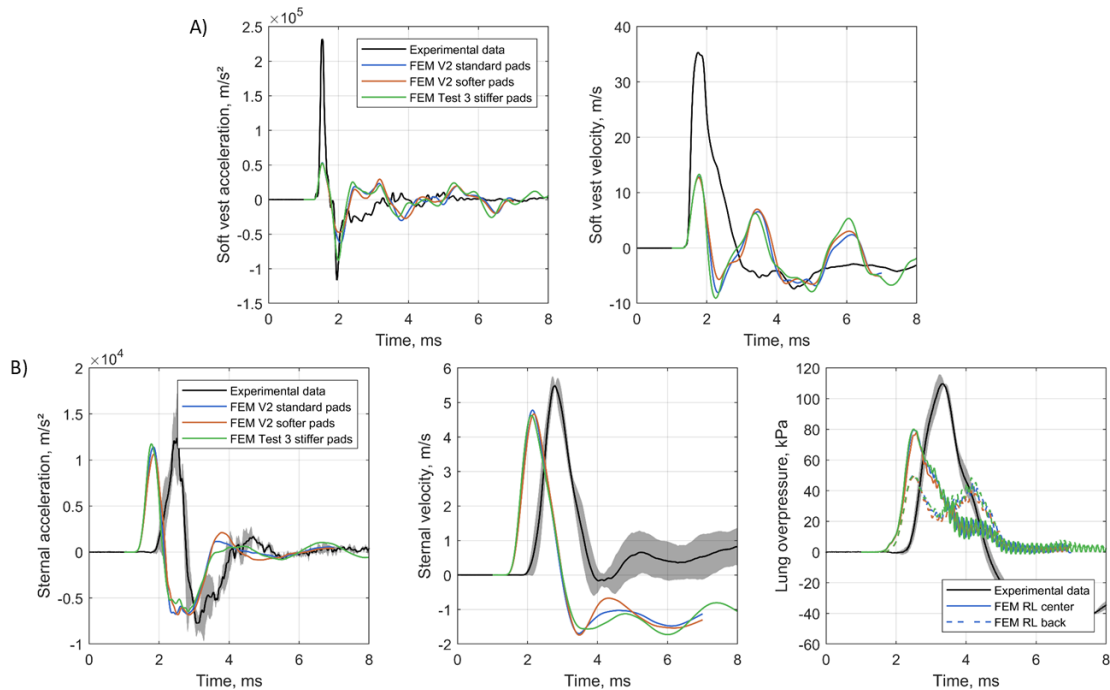 A)
×10⁵
2.5
2
1.5
1
0.5
0
-0.5
-1
-1.5
0 2 4 6 8
Soft vest acceleration, m/s²
Time, ms
Experimental data
FEM V2 standard pads
FEM V2 softer pads
FEM Test 3 stiffer pads
40
30
20
10
0
-10
0 2 4 6 8
Soft vest velocity, m/s
Time, ms
B)
×10⁴
2
1.5
1
0.5
0
-0.5
-1
0 2 4 6 8
Sternal acceleration, m/s²
Time, ms
Experimental data
FEM V2 standard pads
FEM V2 softer pads
FEM Test 3 stiffer pads
6
5
4
3
2
1
0
-1
-2
0 2 4 6 8
Sternal velocity, m/s
Time, ms
120
100
80
60
40
20
0
-20
-40
-60
0 2 4 6 8
Lung overpressure, kPa
Time, ms
Experimental data
FEM RL center
FEM RL back